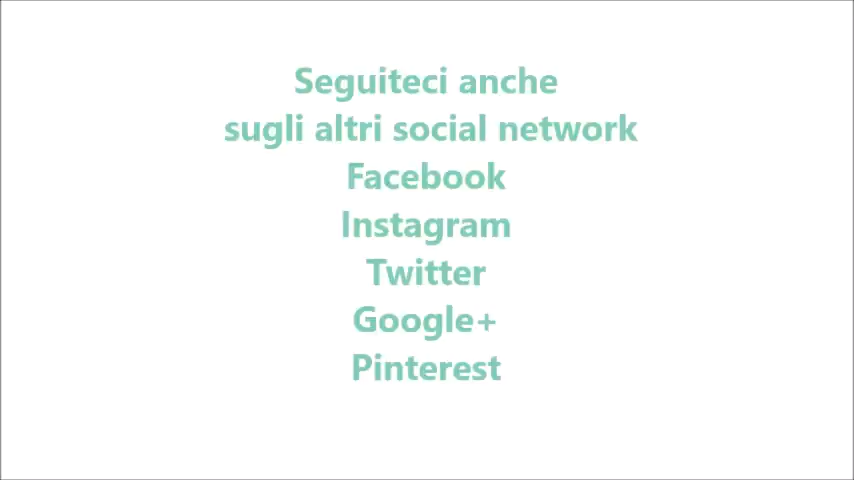 Seguiteci anche
sugli altri social network
Facebook
Instagram
Twitter
Google+
Pinterest